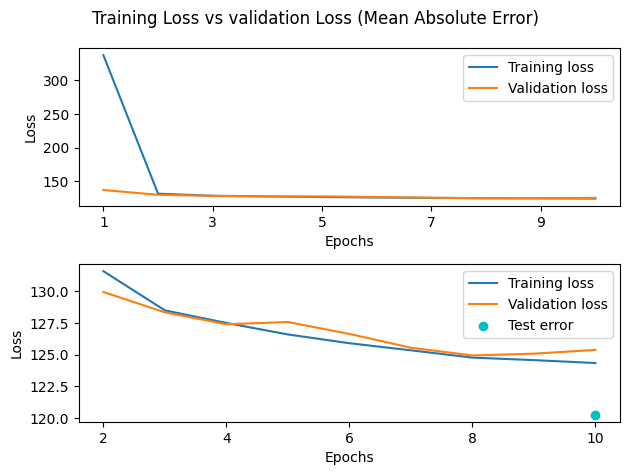 Training Loss vs validation Loss (Mean Absolute Error)
300
250
200
150
Loss
Training loss
Validation loss
1
3
5
7
9
Epochs
130.0
127.5
125.0
122.5
120.0
Loss
Training loss
Validation loss
Test error
2
4
6
8
10
Epochs